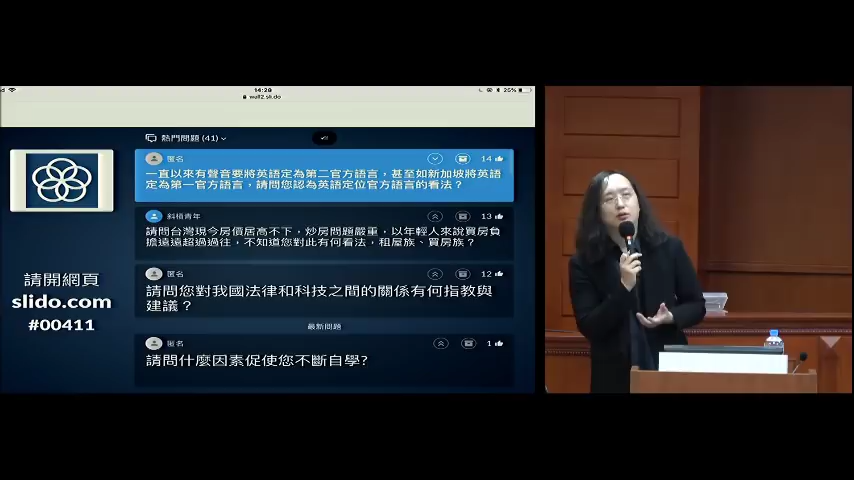 14:28
25%
wall2.sli.do
熱門問題 (41)
匿名
14
一直以來有聲音要將英語定為第二官方語言，甚至如新加坡將英語
定為第一官方語言，請問您認為英語定位官方語言的看法？
斜槓青年
13
請問台灣現今房價居高不下，炒房問題嚴重，以年輕人來說買房負
擔遠遠超過過往，不知道您對此有何看法，租屋族、買房族？
匿名
12
請問您對我國法律和科技之間的關係有何指教與
建議？
最新問題
匿名
1
請問什麼因素促使您不斷自學?
請開網頁
slido.com
#00411